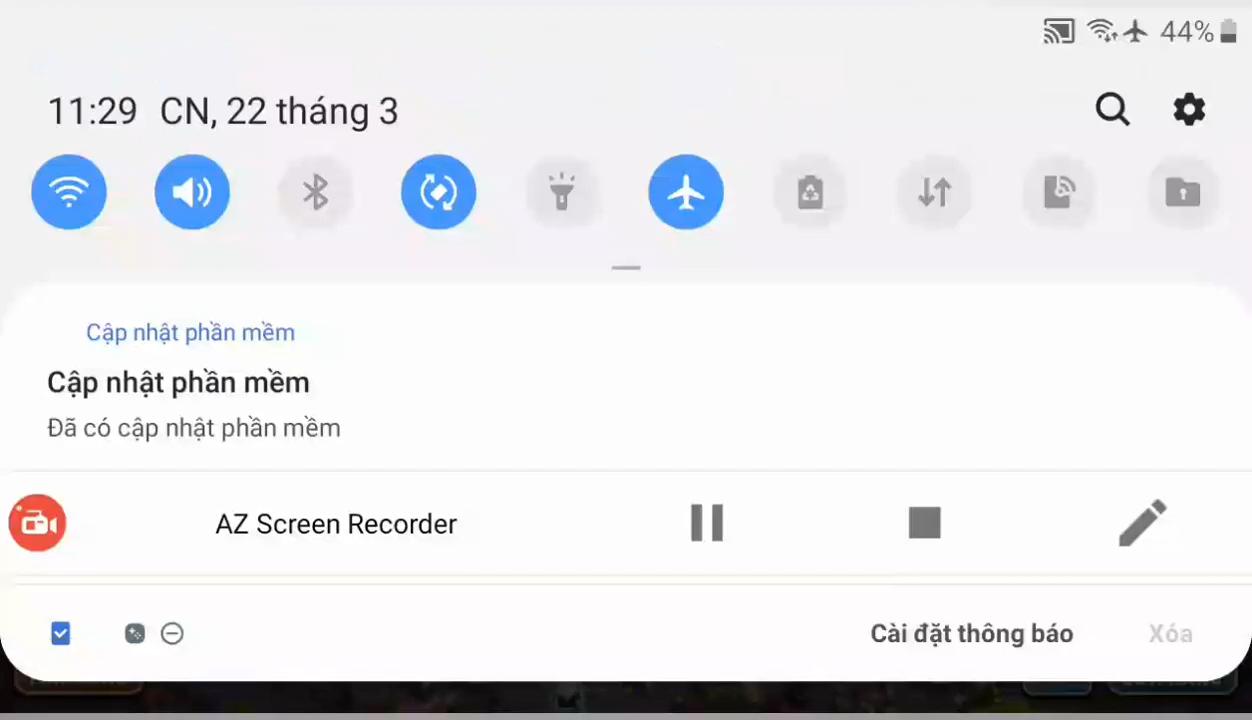 44%
11:29 CN, 22 tháng 3
Cập nhật phần mềm
Cập nhật phần mềm
Đã có cập nhật phần mềm
AZ Screen Recorder
Cài đặt thông báo Xóa